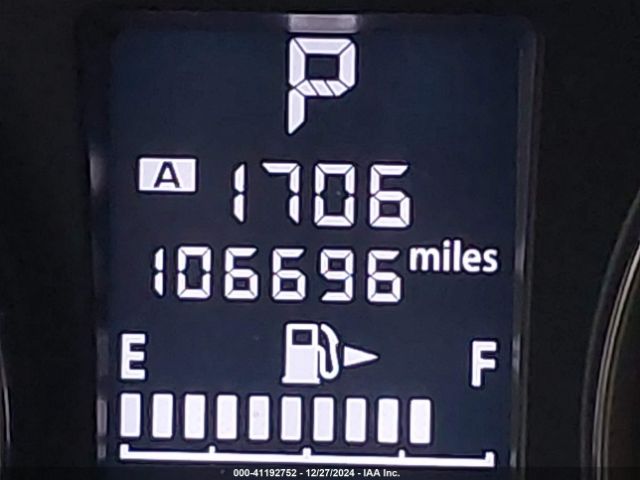 P
A 1706
106696 miles
E F
000-41192752 - 12/27/2024 - IAA Inc.